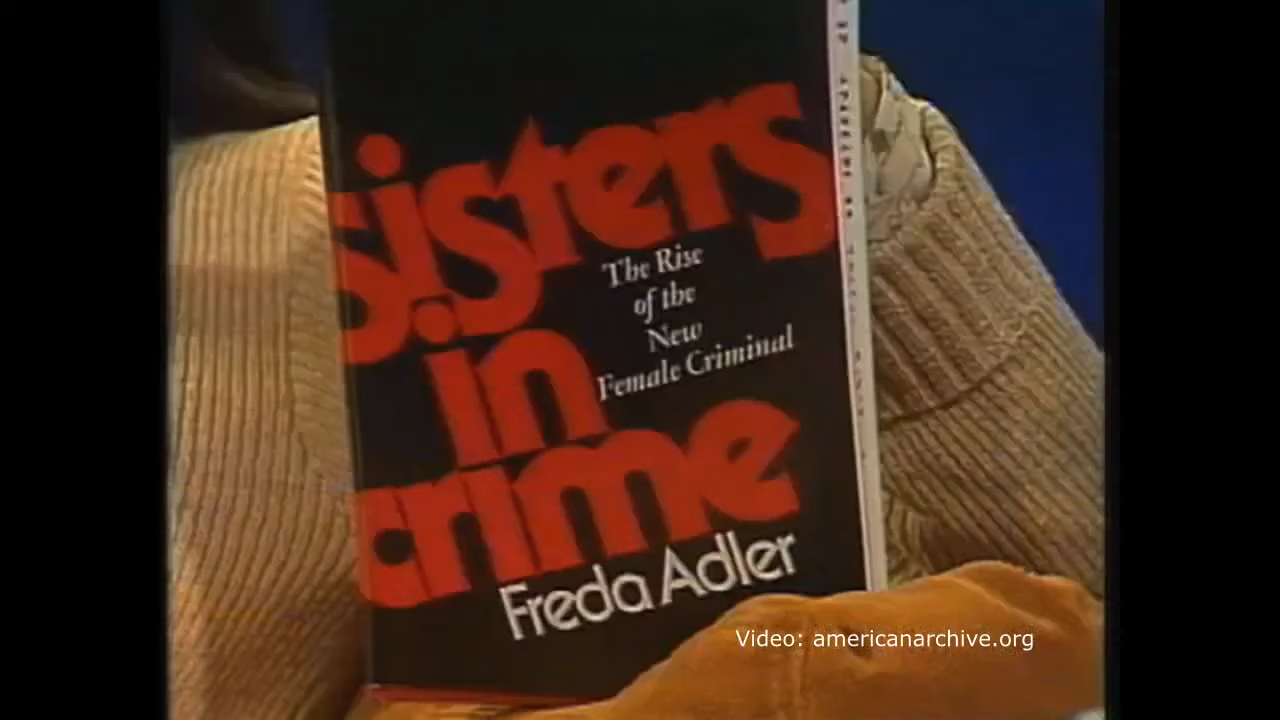 sisters
The Rise
of the
New
Female Criminal
in
crime
Freda Adler
Video: americanarchive.org